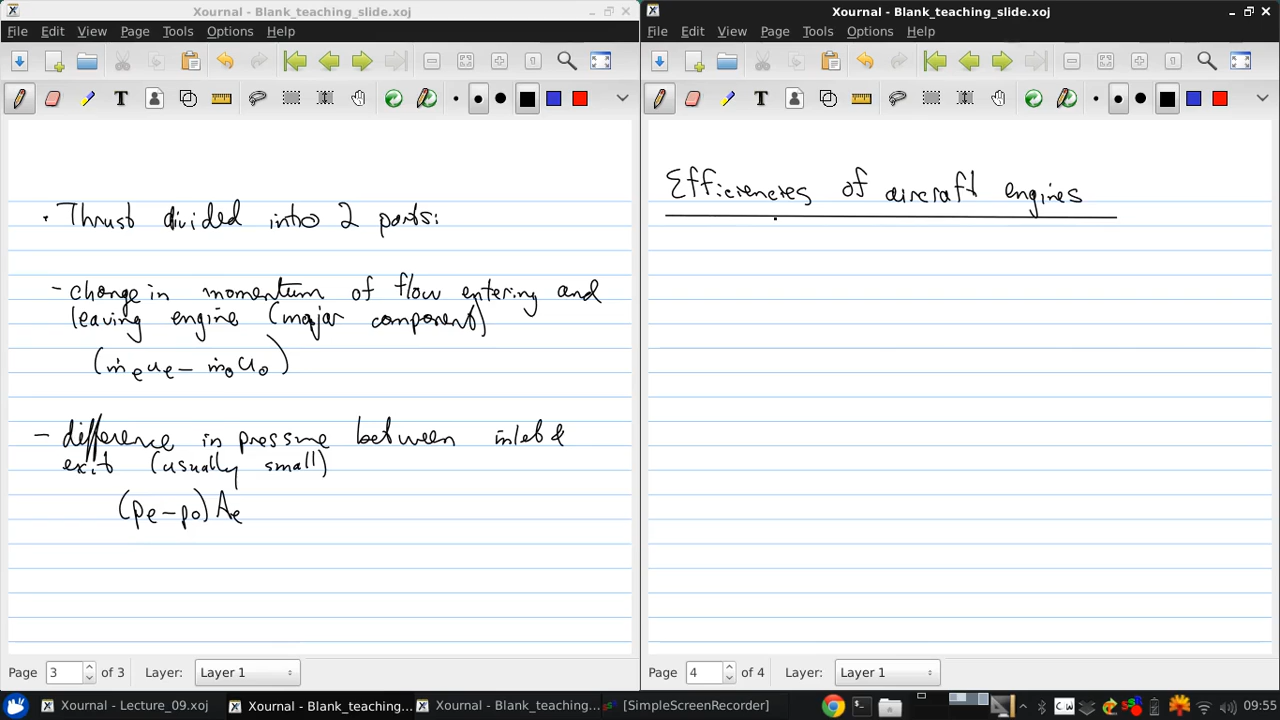 Xournal - Blank_teaching_slide.xoj
File Edit View Page Tools Options Help
· Thrust divided into 2 parts:
- change in momentum of flow entering and
leaving engine (major component)
(ṁₑuₑ - ṁ₀u₀)
- difference in pressure between inlet &
exit (usually small)
(pₑ - p₀) Aₑ
Page 3 of 3 Layer: Layer 1
Xournal - Blank_teaching_slide.xoj
File Edit View Page Tools Options Help
Efficiencies of aircraft engines
Page 4 of 4 Layer: Layer 1
Xournal - Lecture_09.xoj Xournal - Blank_teaching... Xournal - Blank_teaching... [SimpleScreenRecorder] 09:55